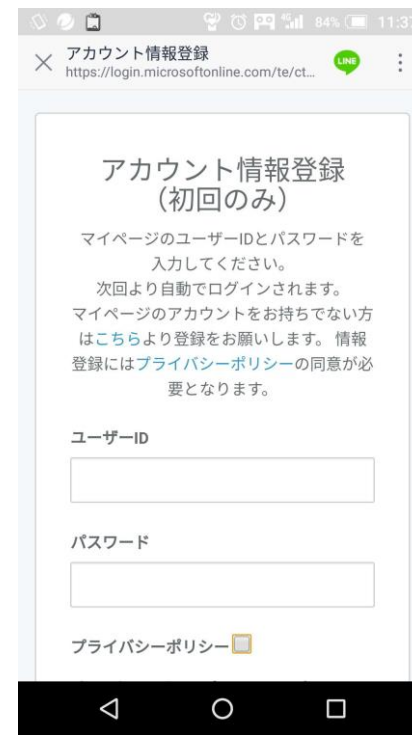 84% 11:37
アカウント情報登録
https://login.microsoftonline.com/te/ct...
LINE
アカウント情報登録
（初回のみ）
マイページのユーザーIDとパスワードを
入力してください。
次回より自動でログインされます。
マイページのアカウントをお持ちでない方
はこちらより登録をお願いします。 情報
登録にはプライバシーポリシーの同意が必
要となります。
ユーザーID
パスワード
プライバシーポリシー